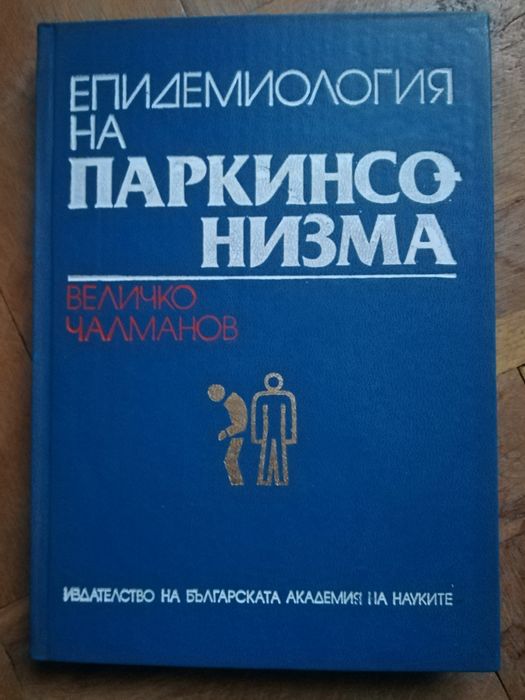 ЕПИДЕМИОЛОГИЯ
НА
ПАРКИНСО-
НИЗМА
ВЕЛИЧКО
ЧАЛМАНОВ
ИЗДАТЕЛСТВО НА БЪЛГАРСКАТА АКАДЕМИЯ НА НАУКИТЕ